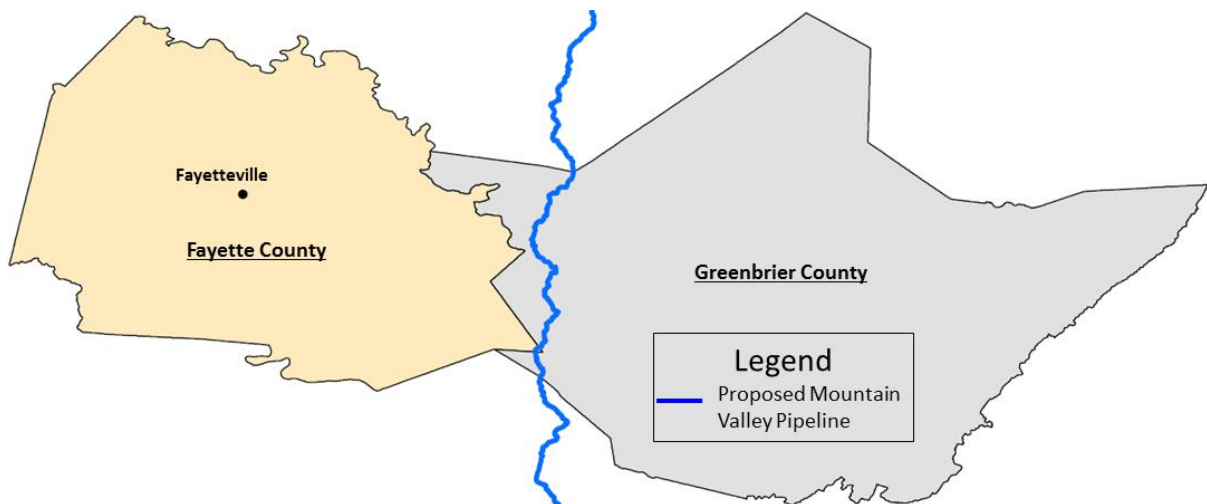 Fayetteville
Fayette County
Greenbrier County
Legend
Proposed Mountain
Valley Pipeline